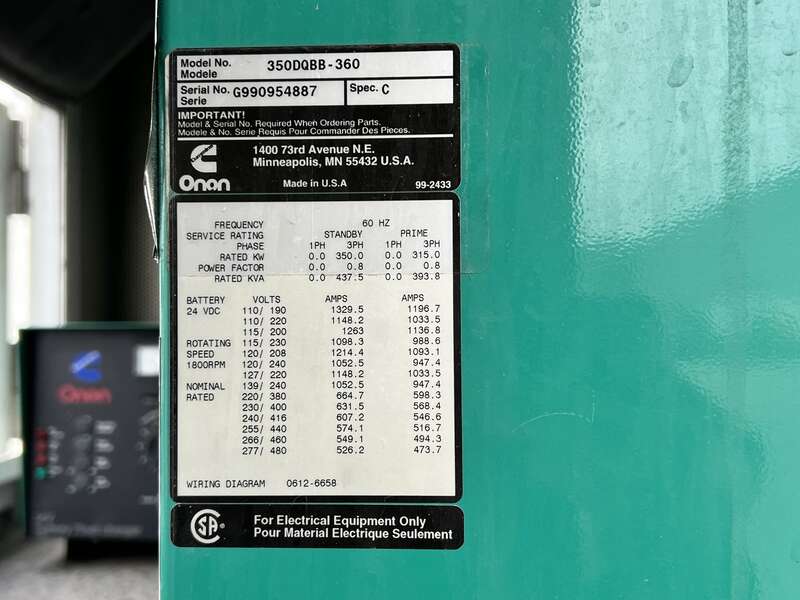 Model No. 350DQBB-360
Modele
Serial No. G990954887 Spec. C
Serie
IMPORTANT!
Model & Serial No. Required When Ordering Parts.
Modele & No. Serie Requis Pour Commander Des Pieces.
1400 73rd Avenue N.E.
Minneapolis, MN 55432 U.S.A.
Onan Made in U.S.A 99-2433
FREQUENCY 60 HZ
SERVICE RATING STANDBY PRIME
PHASE 1PH 3PH 1PH 3PH
RATED KW 0.0 350.0 0.0 315.0
POWER FACTOR 0.0 0.8 0.0 0.8
RATED KVA 0.0 437.5 0.0 393.8
BATTERY VOLTS AMPS AMPS
24 VDC 110/ 190 1329.5 1196.7
110/ 220 1148.2 1033.5
115/ 200 1263 1136.8
ROTATING 115/ 230 1098.3 988.6
SPEED 120/ 208 1214.4 1093.1
1800RPM 120/ 240 1052.5 947.4
127/ 220 1148.2 1033.5
NOMINAL 139/ 240 1052.5 947.4
RATED 220/ 380 664.7 598.3
230/ 400 631.5 568.4
240/ 416 607.2 546.6
255/ 440 574.1 516.7
266/ 460 549.1 494.3
277/ 480 526.2 473.7
WIRING DIAGRAM 0612-6658
CSA ® For Electrical Equipment Only
Pour Material Electrique Seulement
Onan